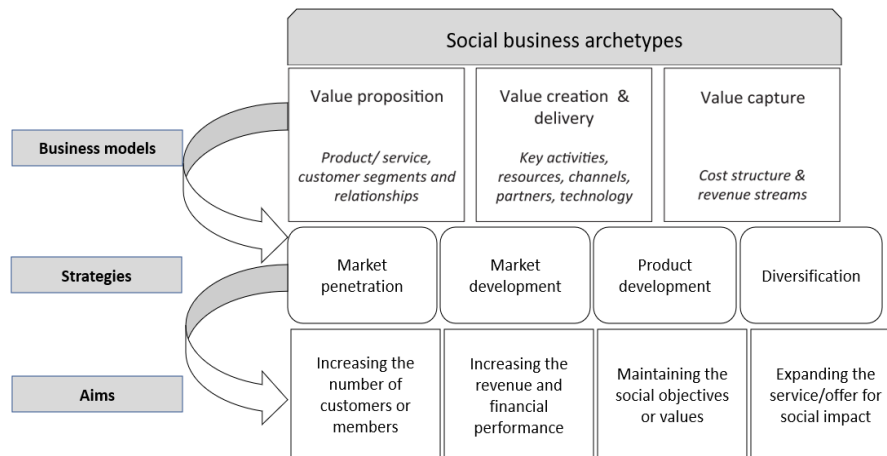 Social business archetypes
Business models
Value proposition
Product/ service,
customer segments and
relationships
Value creation &
delivery
Key activities,
resources, channels,
partners, technology
Value capture
Cost structure &
revenue streams
Strategies
Market
penetration
Market
development
Product
development
Diversification
Aims
Increasing the
number of
customers or
members
Increasing the
revenue and
financial
performance
Maintaining the
social objectives
or values
Expanding the
service/offer for
social impact